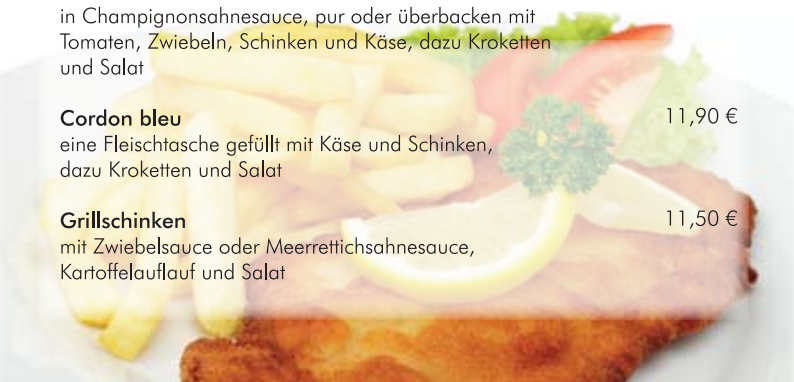 in Champignonsahnesauce, pur oder überbacken mit
Tomaten, Zwiebeln, Schinken und Käse, dazu Kroketten
und Salat
Cordon bleu 11,90 €
eine Fleischtasche gefüllt mit Käse und Schinken,
dazu Kroketten und Salat
Grillschinken 11,50 €
mit Zwiebelsauce oder Meerrettichsahnesauce,
Kartoffelauflauf und Salat